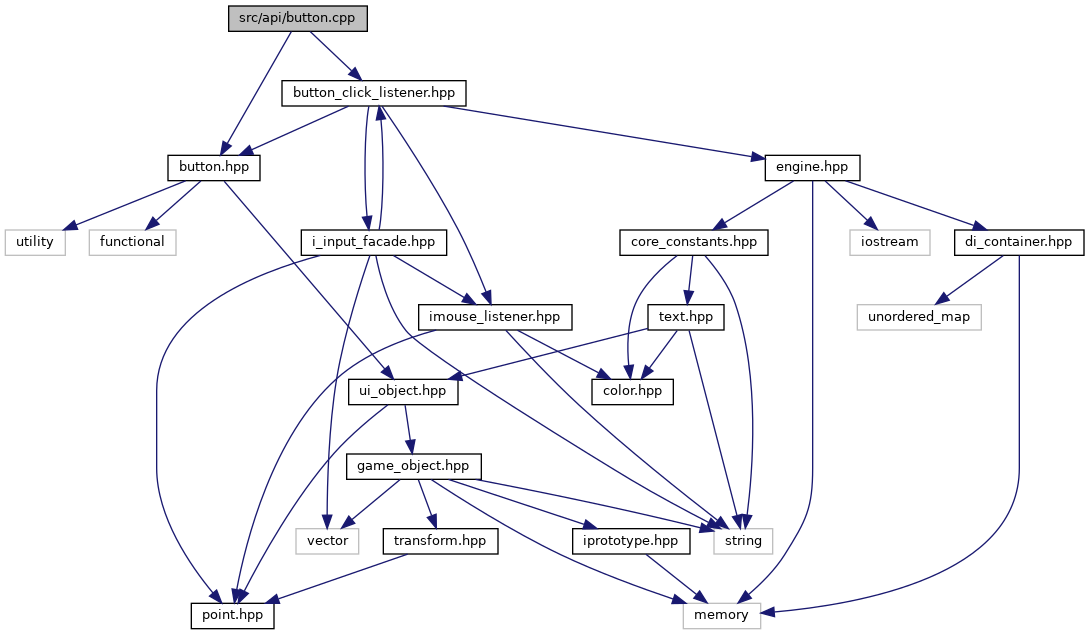 src/api/button.cpp
button_click_listener.hpp
button.hpp
engine.hpp
utility
functional
i_input_facade.hpp
core_constants.hpp
iostream
di_container.hpp
imouse_listener.hpp
text.hpp
unordered_map
ui_object.hpp
color.hpp
game_object.hpp
vector
transform.hpp
iprototype.hpp
string
point.hpp
memory